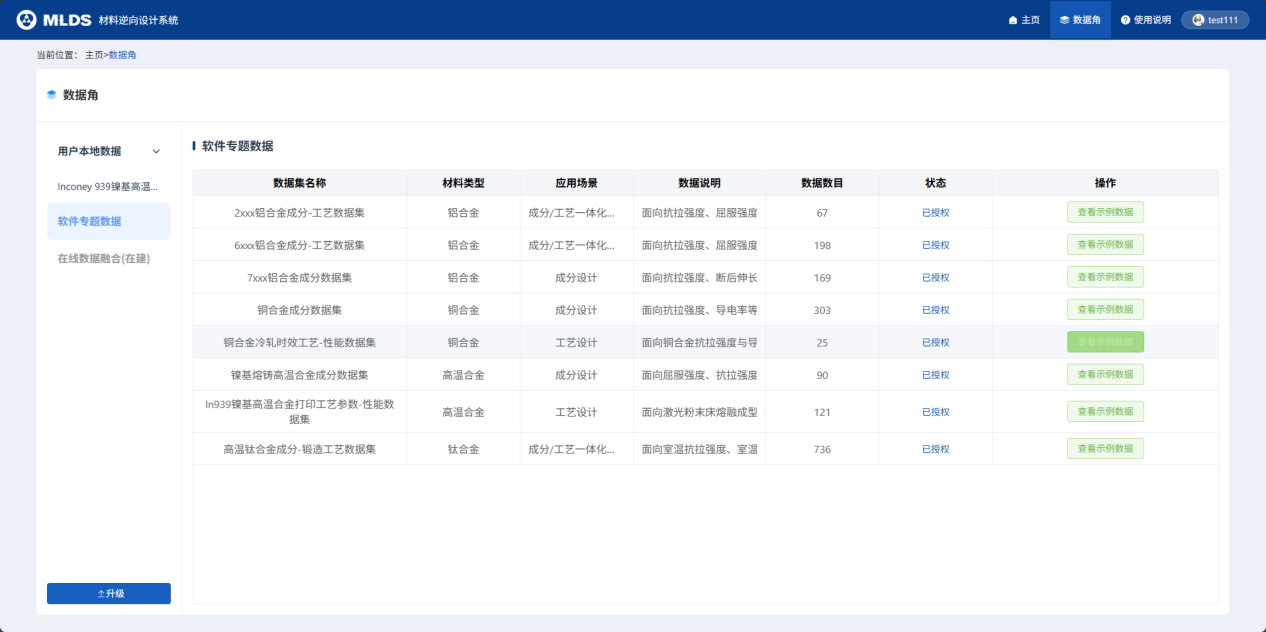 MLDS 材料逆向设计系统
主页
数据角
使用说明
test111
当前位置： 主页>数据角
数据角
用户本地数据
Inconey 939镍基高温...
软件专题数据
在线数据融合(在建)
升级
软件专题数据
数据集名称 材料类型 应用场景 数据说明 数据数目 状态 操作
2xxx铝合金成分-工艺数据集 铝合金 成分/工艺一体化... 面向抗拉强度、屈服强度 67 已授权 查看示例数据
6xxx铝合金成分-工艺数据集 铝合金 成分/工艺一体化... 面向抗拉强度、屈服强度 198 已授权 查看示例数据
7xxx铝合金成分数据集 铝合金 成分设计 面向抗拉强度、断后伸长 169 已授权 查看示例数据
铜合金成分数据集 铜合金 成分设计 面向抗拉强度、导电率等 303 已授权 查看示例数据
铜合金冷轧时效工艺-性能数据集 铜合金 工艺设计 面向铜合金抗拉强度与导 25 已授权 查看示例数据
镍基熔铸高温合金成分数据集 高温合金 成分设计 面向屈服强度、抗拉强度 90 已授权 查看示例数据
In939镍基高温合金打印工艺参数-性能数
据集 高温合金 工艺设计 面向激光粉末床熔融成型 121 已授权 查看示例数据
高温钛合金成分-锻造工艺数据集 钛合金 成分/工艺一体化... 面向室温抗拉强度、室温 736 已授权 查看示例数据